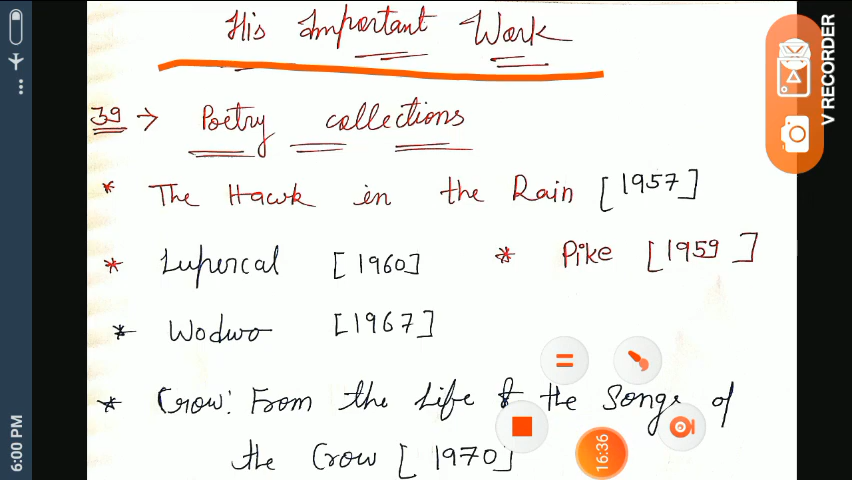 His Important Work
39 → Poetry collections
* The Hawk in the Rain [1957]
* Lupercal [1960] * Pike [1959]
* Wodwo [1967]
* Crow: From the Life & the Songs of
the Crow [1970]
16:36
6:00 PM
V RECORDER